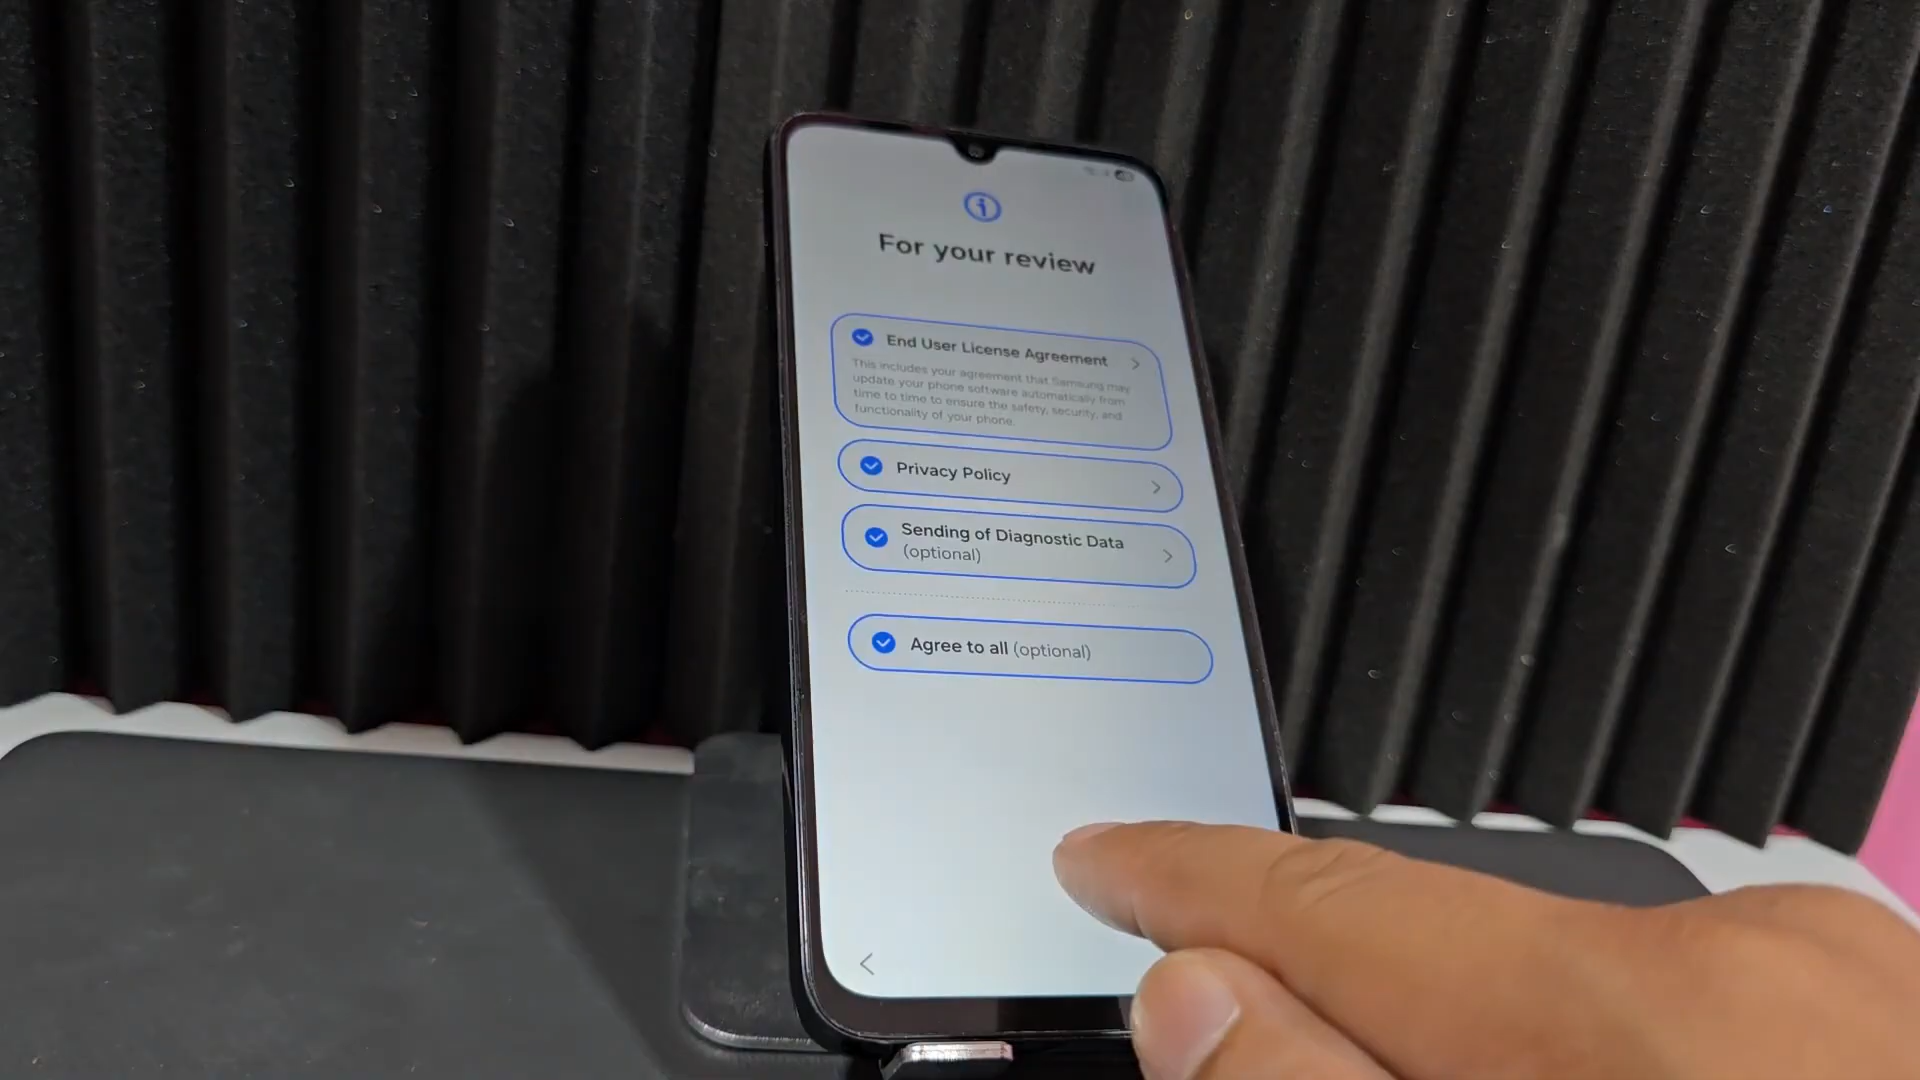 For your review
End User License Agreement
This includes your agreement that Samsung may
update your phone software automatically from
time to time to ensure the safety, security, and
functionality of your phone.
Privacy Policy
Sending of Diagnostic Data
(optional)
Agree to all (optional)